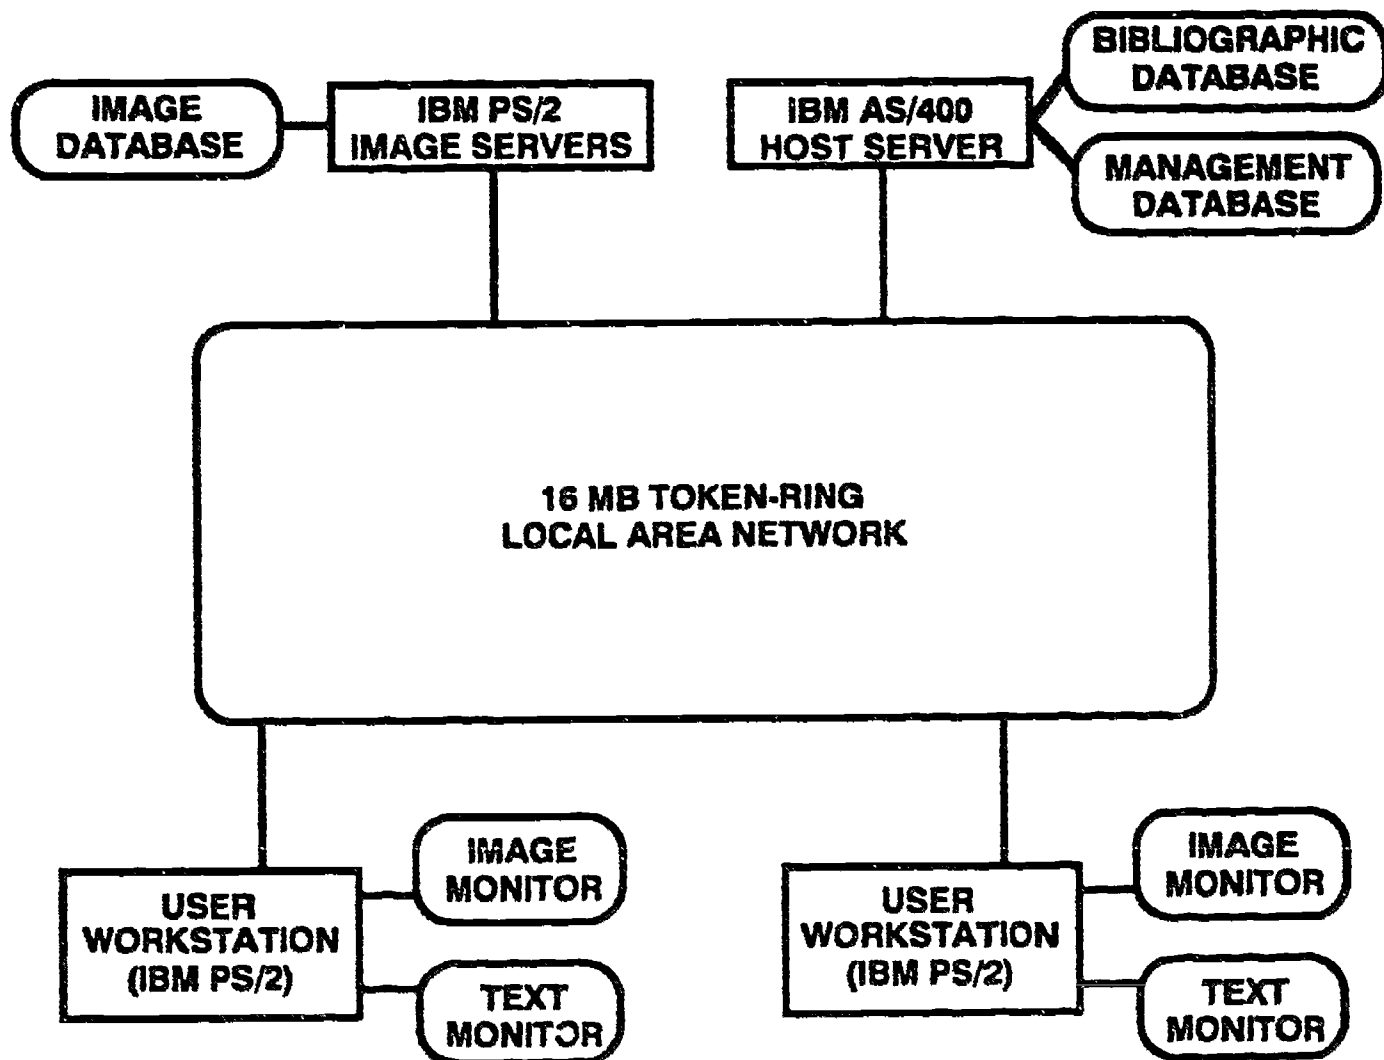 IMAGE
DATABASE
IBM PS/2
IMAGE SERVERS
IBM AS/400
HOST SERVER
BIBLIOGRAPHIC
DATABASE
MANAGEMENT
DATABASE
16 MB TOKEN-RING
LOCAL AREA NETWORK
USER
WORKSTATION
(IBM PS/2)
IMAGE
MONITOR
TEXT
MONITOR
USER
WORKSTATION
(IBM PS/2)
IMAGE
MONITOR
TEXT
MONITOR